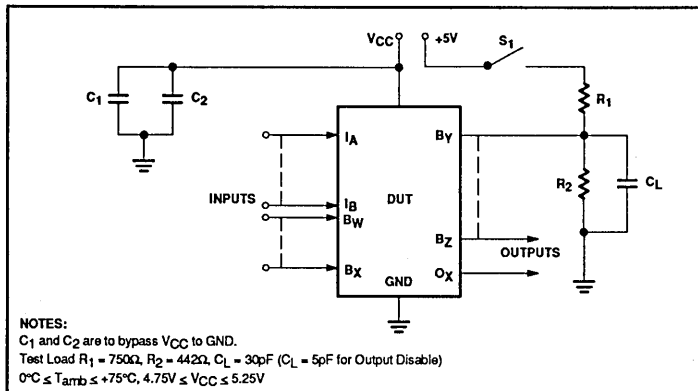 VCC +5V S1
C1 C2 R1
IA BY
R2 CL
INPUTS IB DUT
BW
BZ OUTPUTS
BX GND OX
NOTES:
C1 and C2 are to bypass VCC to GND.
Test Load R1 = 750Ω, R2 = 442Ω, CL = 30pF (CL = 5pF for Output Disable)
0°C ≤ Tamb ≤ +75°C, 4.75V ≤ VCC ≤ 5.25V